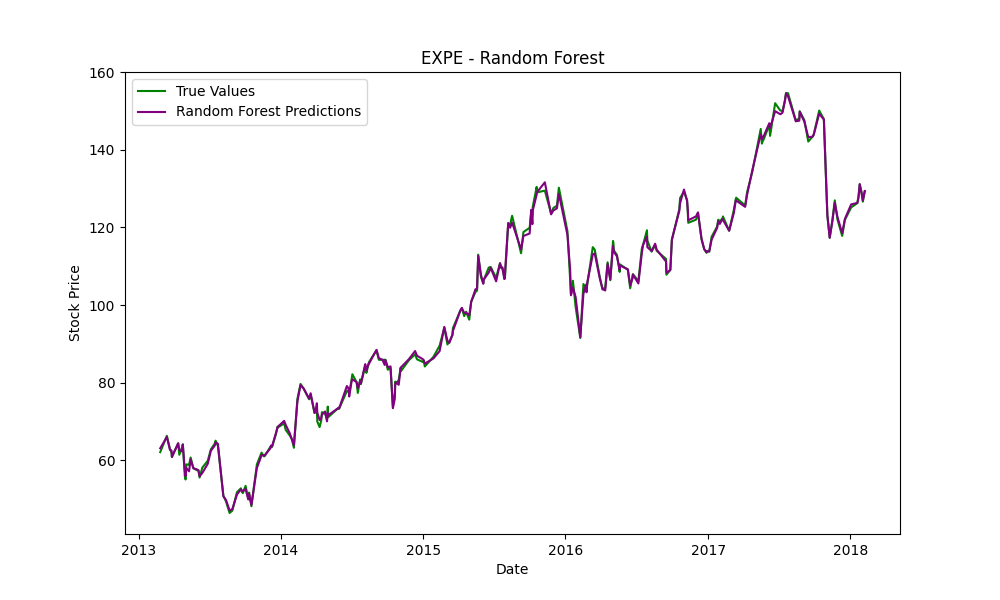 EXPE - Random Forest
True Values
Random Forest Predictions
Stock Price
160
140
120
100
80
60
2013
2014
2015
2016
2017
2018
Date